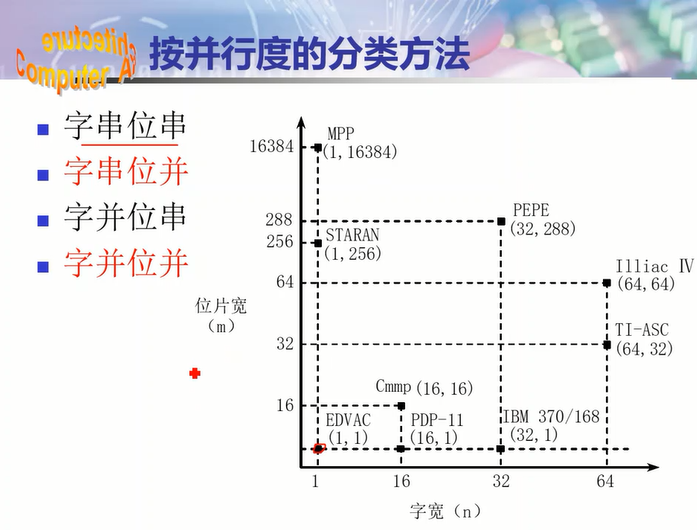 Computer Architecture
按并行度的分类方法
字串位串
字串位并
字并位串
字并位并
位片宽
（m）
16384
288
256
64
32
16
MPP
(1,16384)
PEPE
(32,288)
STARAN
(1,256)
Illiac Ⅳ
(64,64)
TI-ASC
(64,32)
Cmmp (16,16)
EDVAC
(1,1)
PDP-11
(16,1)
IBM 370/168
(32,1)
1 16 32 64
字宽（n）